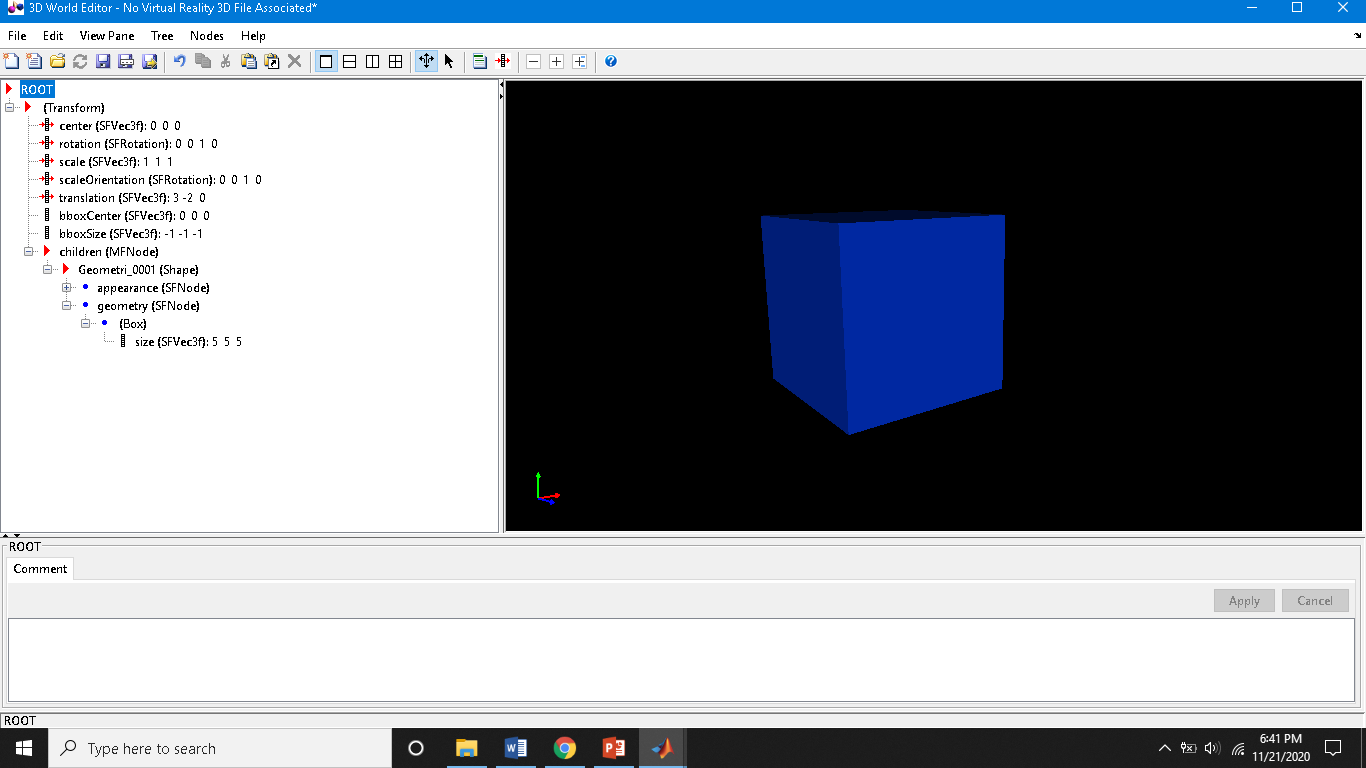 3D World Editor - No Virtual Reality 3D File Associated*
File Edit View Pane Tree Nodes Help
ROOT
(Transform)
center (SFVec3f): 0 0 0
rotation (SFRotation): 0 0 1 0
scale (SFVec3f): 1 1 1
scaleOrientation (SFRotation): 0 0 1 0
translation (SFVec3f): 3 -2 0
bboxCenter (SFVec3f): 0 0 0
bboxSize (SFVec3f): -1 -1 -1
children (MFNode)
Geometri_0001 (Shape)
appearance (SFNode)
geometry (SFNode)
(Box)
size (SFVec3f): 5 5 5
ROOT
Comment
Apply Cancel
ROOT
Type here to search
6:41 PM
11/21/2020